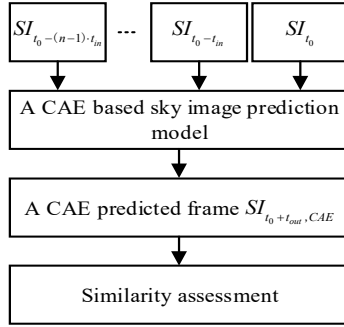 SI_{t_0-(n-1)·t_{in}} --- SI_{t_0-t_{in}} SI_{t_0}
A CAE based sky image prediction
model
A CAE predicted frame SI_{t_0+t_{out},CAE}
Similarity assessment